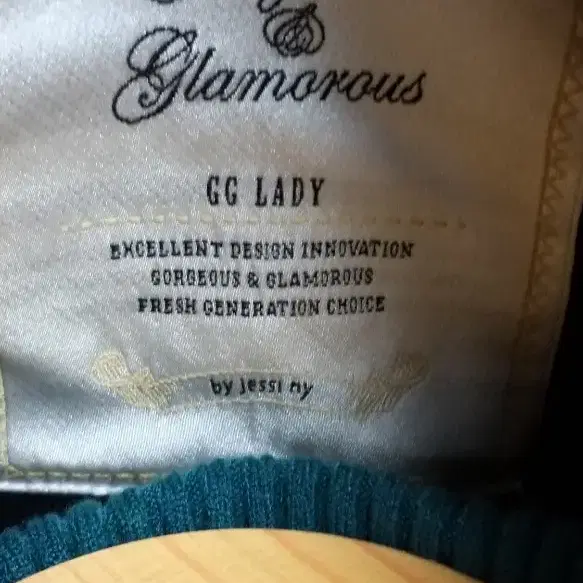 &
Glamorous
GG LADY
EXCELLENT DESIGN INNOVATION
GORGEOUS & GLAMOROUS
FRESH GENERATION CHOICE
by jessi ny